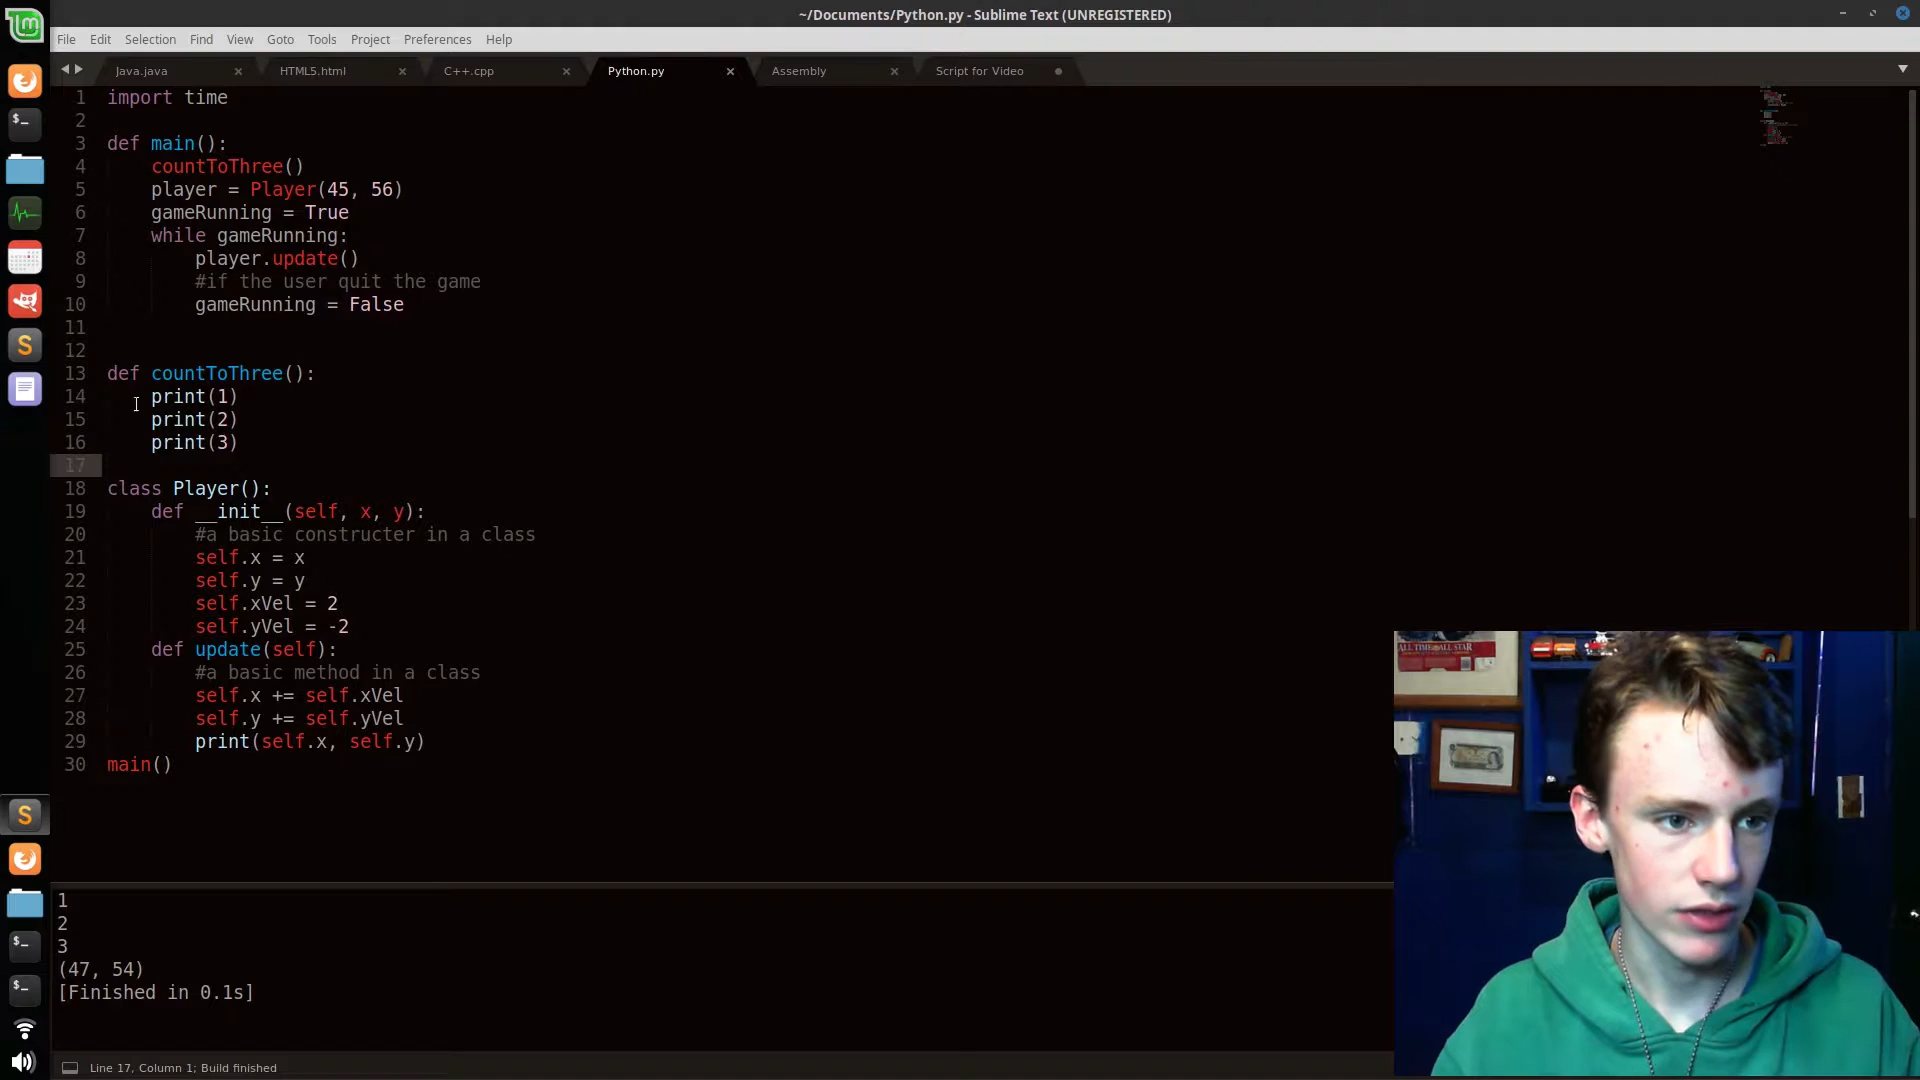 ~/Documents/Python.py - Sublime Text (UNREGISTERED)
File Edit Selection Find View Goto Tools Project Preferences Help
Java.java HTML5.html C++.cpp Python.py Assembly Script for Video
1 import time
2
3 def main():
4 countToThree()
5 player = Player(45, 56)
6 gameRunning = True
7 while gameRunning:
8 player.update()
9 #if the user quit the game
10 gameRunning = False
11
12
13 def countToThree():
14 print(1)
15 print(2)
16 print(3)
17
18 class Player():
19 def __init__(self, x, y):
20 #a basic constructer in a class
21 self.x = x
22 self.y = y
23 self.xVel = 2
24 self.yVel = -2
25 def update(self):
26 #a basic method in a class
27 self.x += self.xVel
28 self.y += self.yVel
29 print(self.x, self.y)
30 main()
ALL TIME ALL STAR
1
2
3
(47, 54)
[Finished in 0.1s]
Line 17, Column 1; Build finished